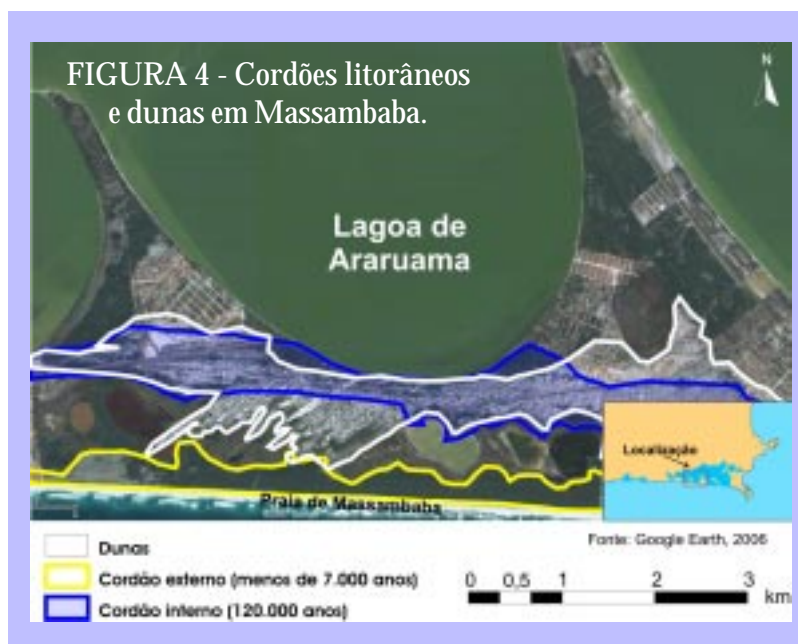 FIGURA 4 - Cordões litorâneos
e dunas em Massambaba.
N
Lagoa de
Araruama
Localização
Praia de Massambaba
Fonte: Google Earth, 2006
Dunas
Cordão externo (menos de 7.000 anos)
Cordão interno (120.000 anos)
0 0,5 1 2 3
km